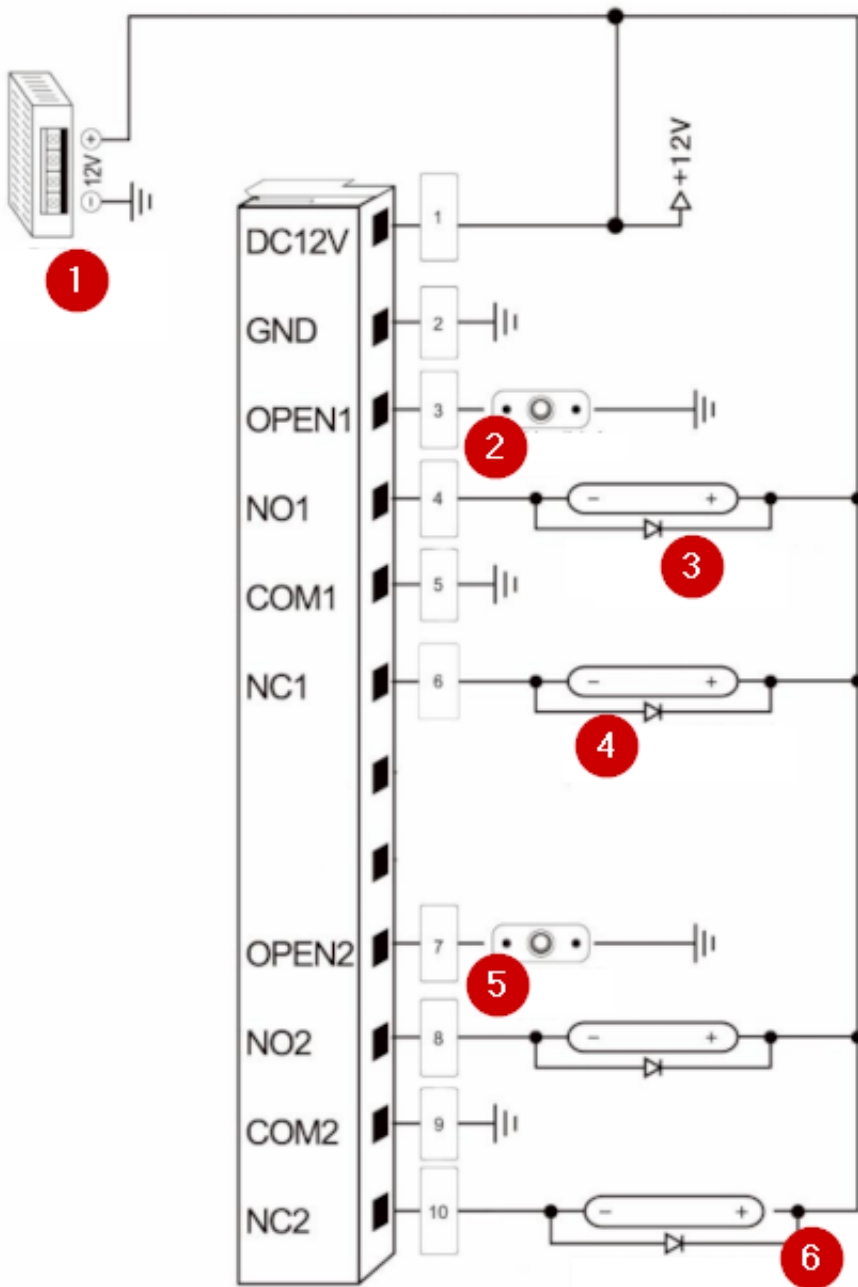 +
12V
−
1
+12V
DC12V 1
GND 2
OPEN1 3
2
NO1 4 − +
3
COM1 5
NC1 6 − +
4
OPEN2 7
5
NO2 8 − +
COM2 9
NC2 10 − +
6